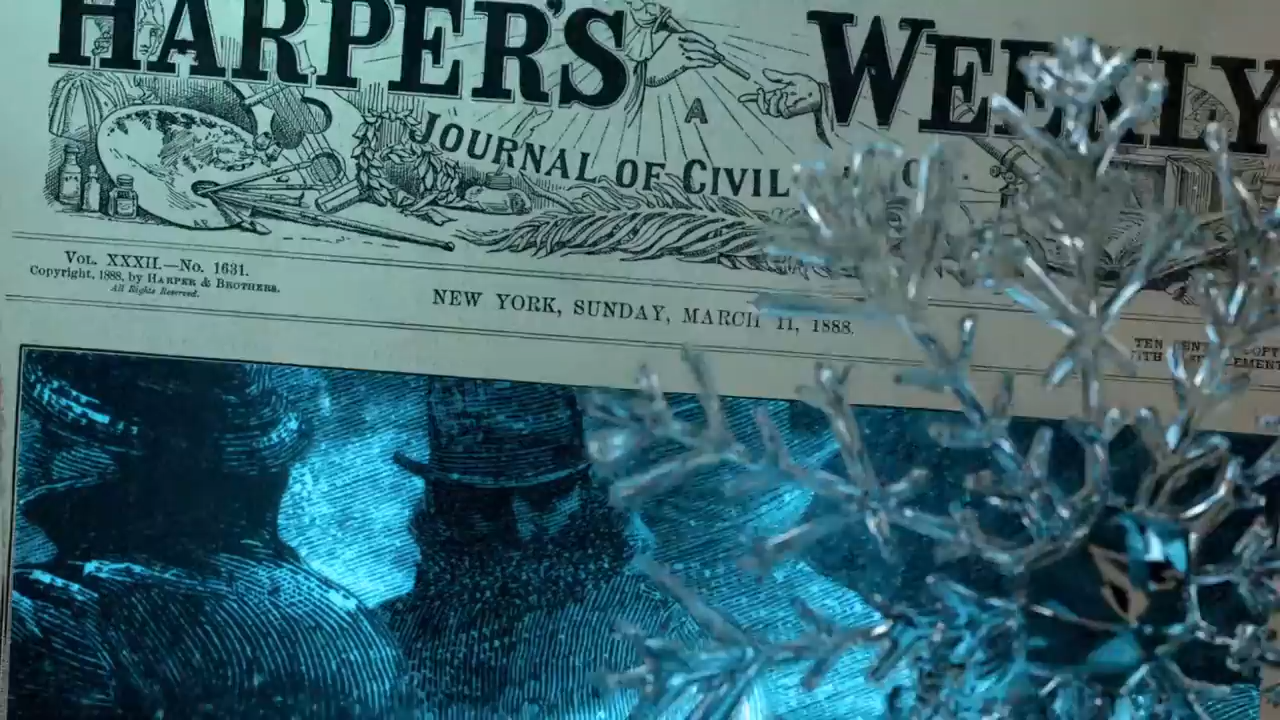 HARPER'S WEEKLY
A
JOURNAL OF CIVIL
VOL. XXXII.—No. 1631.
Copyright, 1888, by HARPER & BROTHERS.
All Rights Reserved.
NEW YORK, SUNDAY, MARCH 11, 1888.
TEN